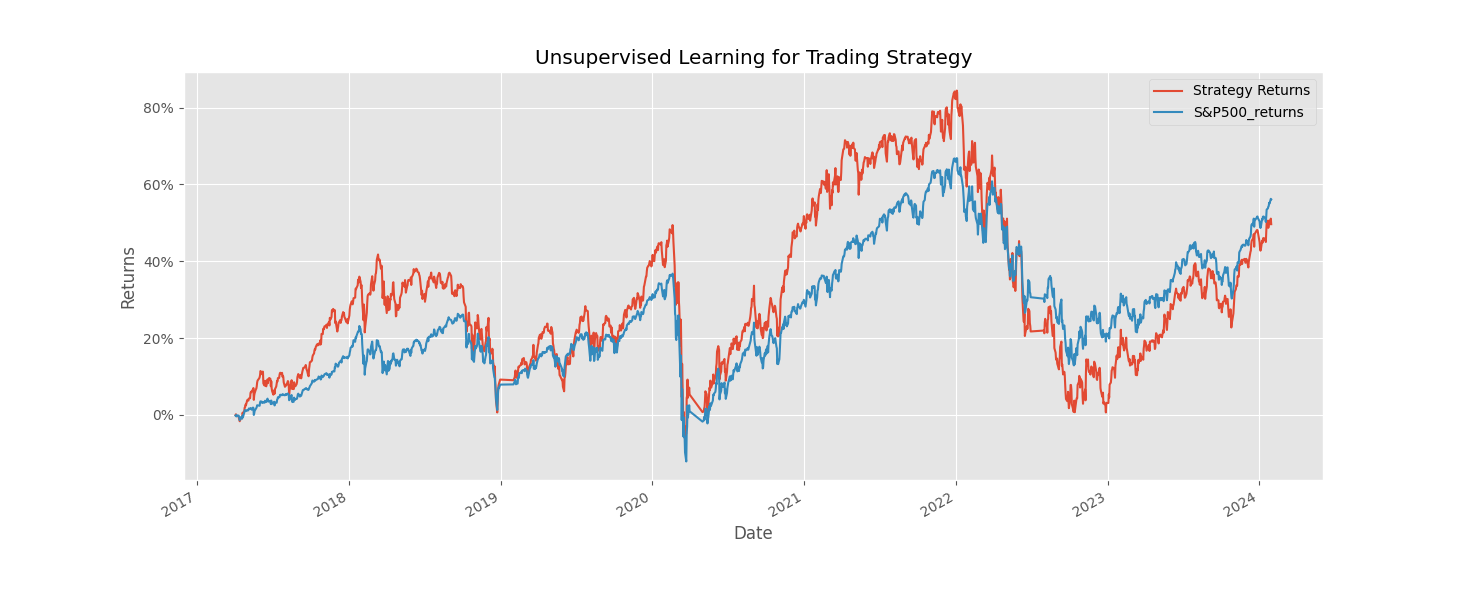 Unsupervised Learning for Trading Strategy
Strategy Returns
S&P500_returns
80%
60%
40%
20%
0%
Returns
2017
2018
2019
2020
2021
2022
2023
2024
Date